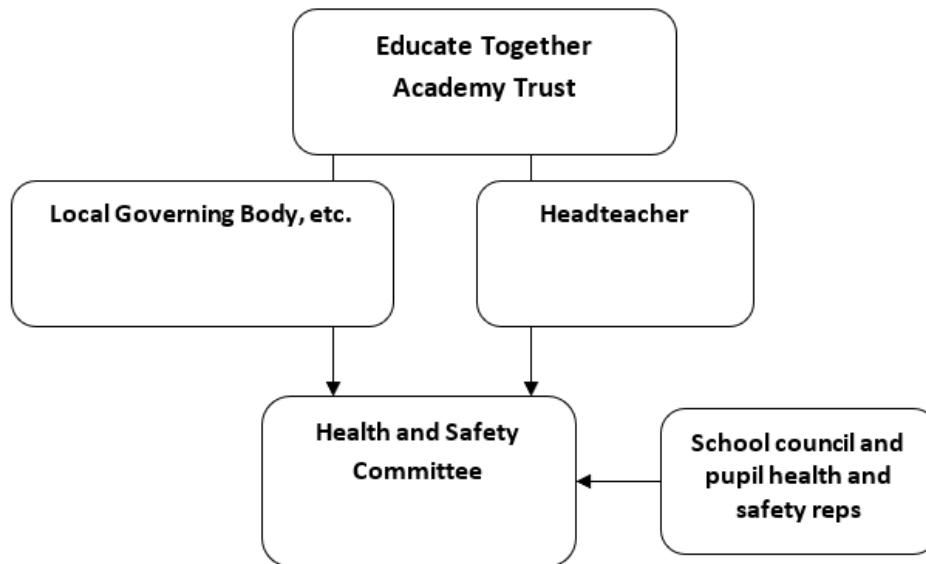 Educate Together
Academy Trust
Local Governing Body, etc.
Headteacher
Health and Safety
Committee
School council and
pupil health and
safety reps